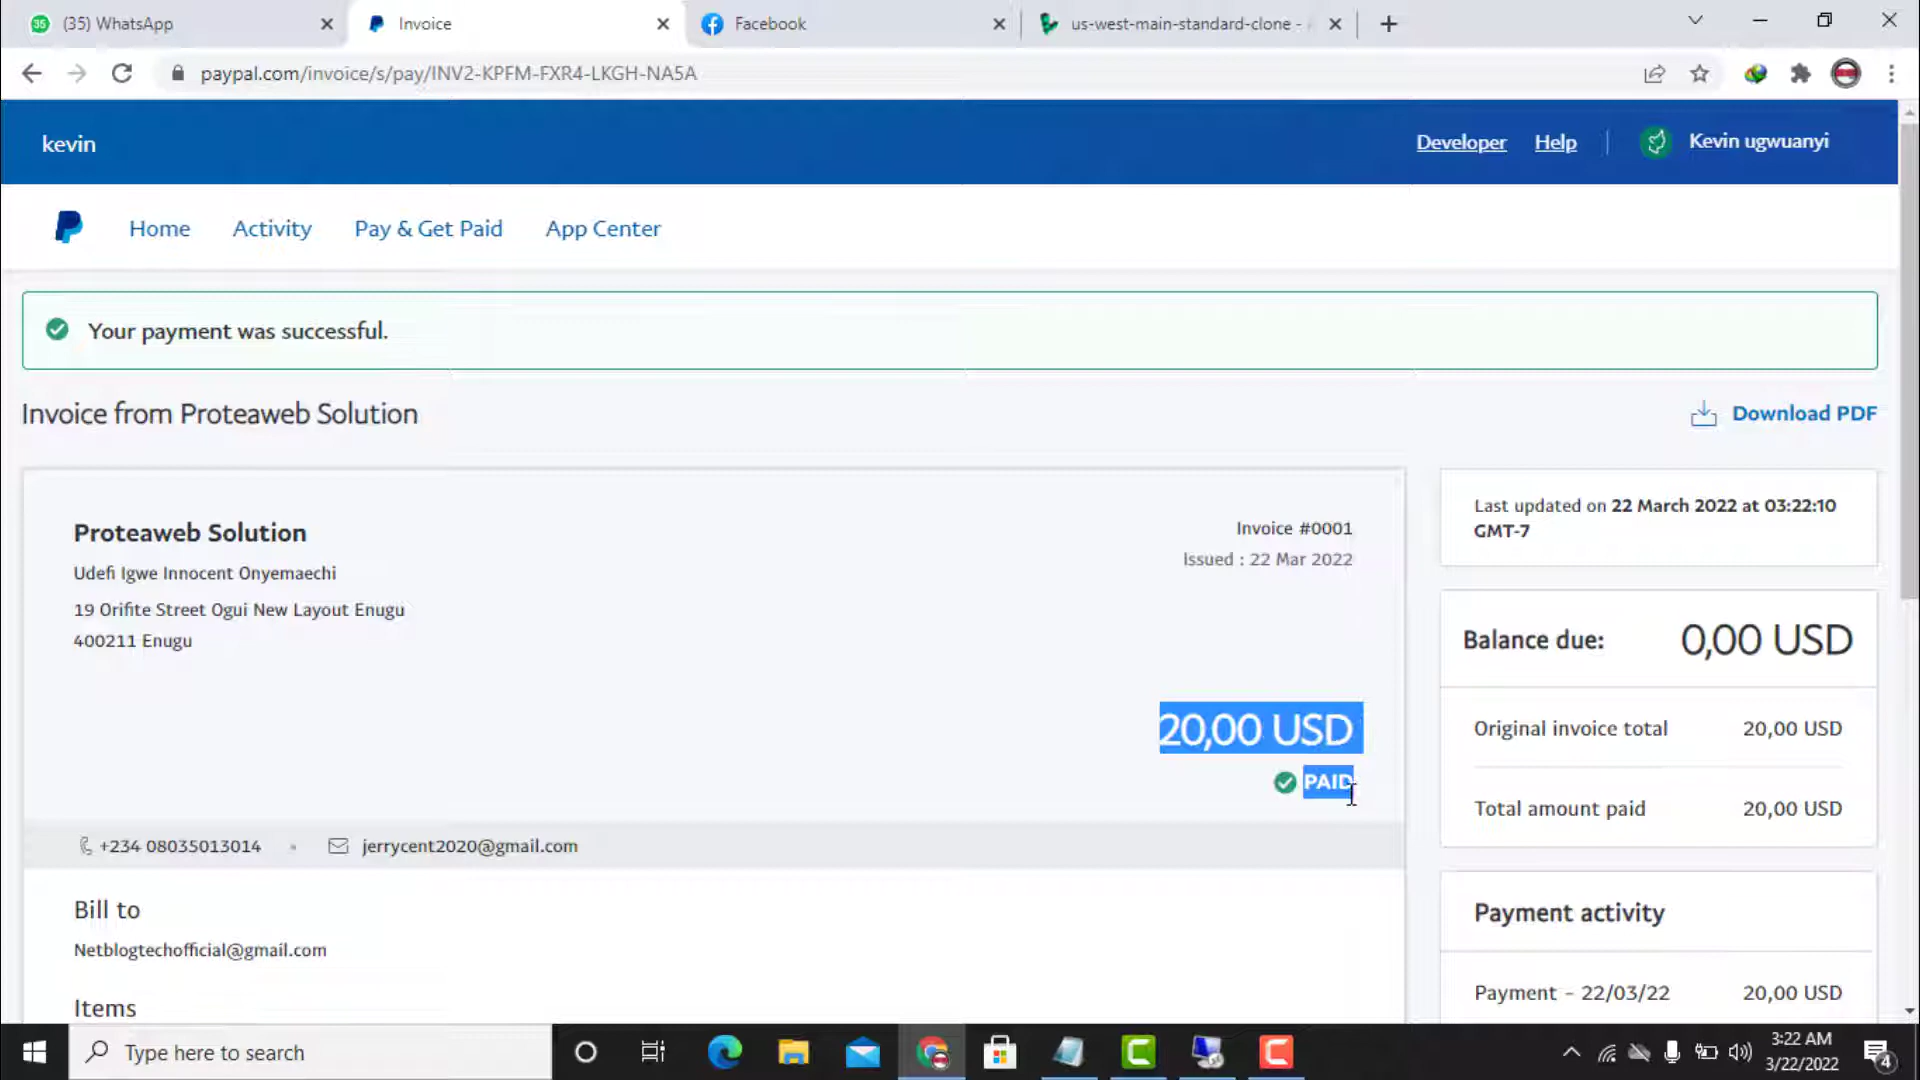 (35) WhatsApp
Invoice
Facebook
us-west-main-standard-clone -
paypal.com/invoice/s/pay/INV2-KPFM-FXR4-LKGH-NA5A
kevin
Developer
Help
Kevin ugwuanyi
Home
Activity
Pay & Get Paid
App Center
Your payment was successful.
Invoice from Proteaweb Solution
Download PDF
Proteaweb Solution
Udefi Igwe Innocent Onyemaechi
19 Orifite Street Ogui New Layout Enugu
400211 Enugu
Invoice #0001
Issued : 22 Mar 2022
20,00 USD
PAID
+234 08035013014
jerrycent2020@gmail.com
Bill to
Netblogtechofficial@gmail.com
Items
Last updated on 22 March 2022 at 03:22:10
GMT-7
Balance due: 0,00 USD
Original invoice total 20,00 USD
Total amount paid 20,00 USD
Payment activity
Payment - 22/03/22 20,00 USD
Type here to search
3:22 AM
3/22/2022
4